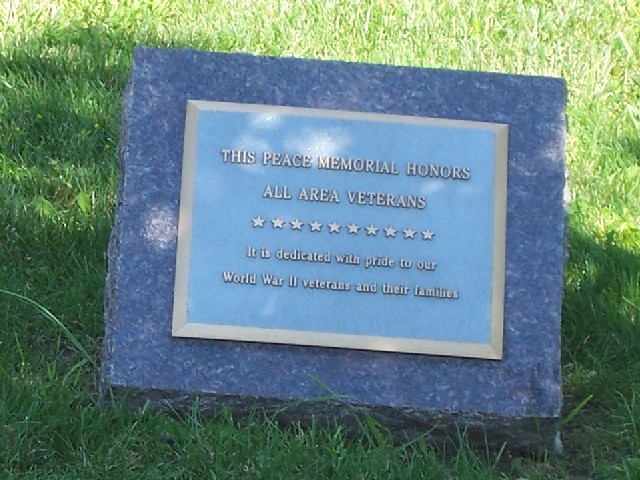 THIS PEACE MEMORIAL HONORS
ALL AREA VETERANS
★★★★★★★★★★
It is dedicated with pride to our
World War II veterans and their families